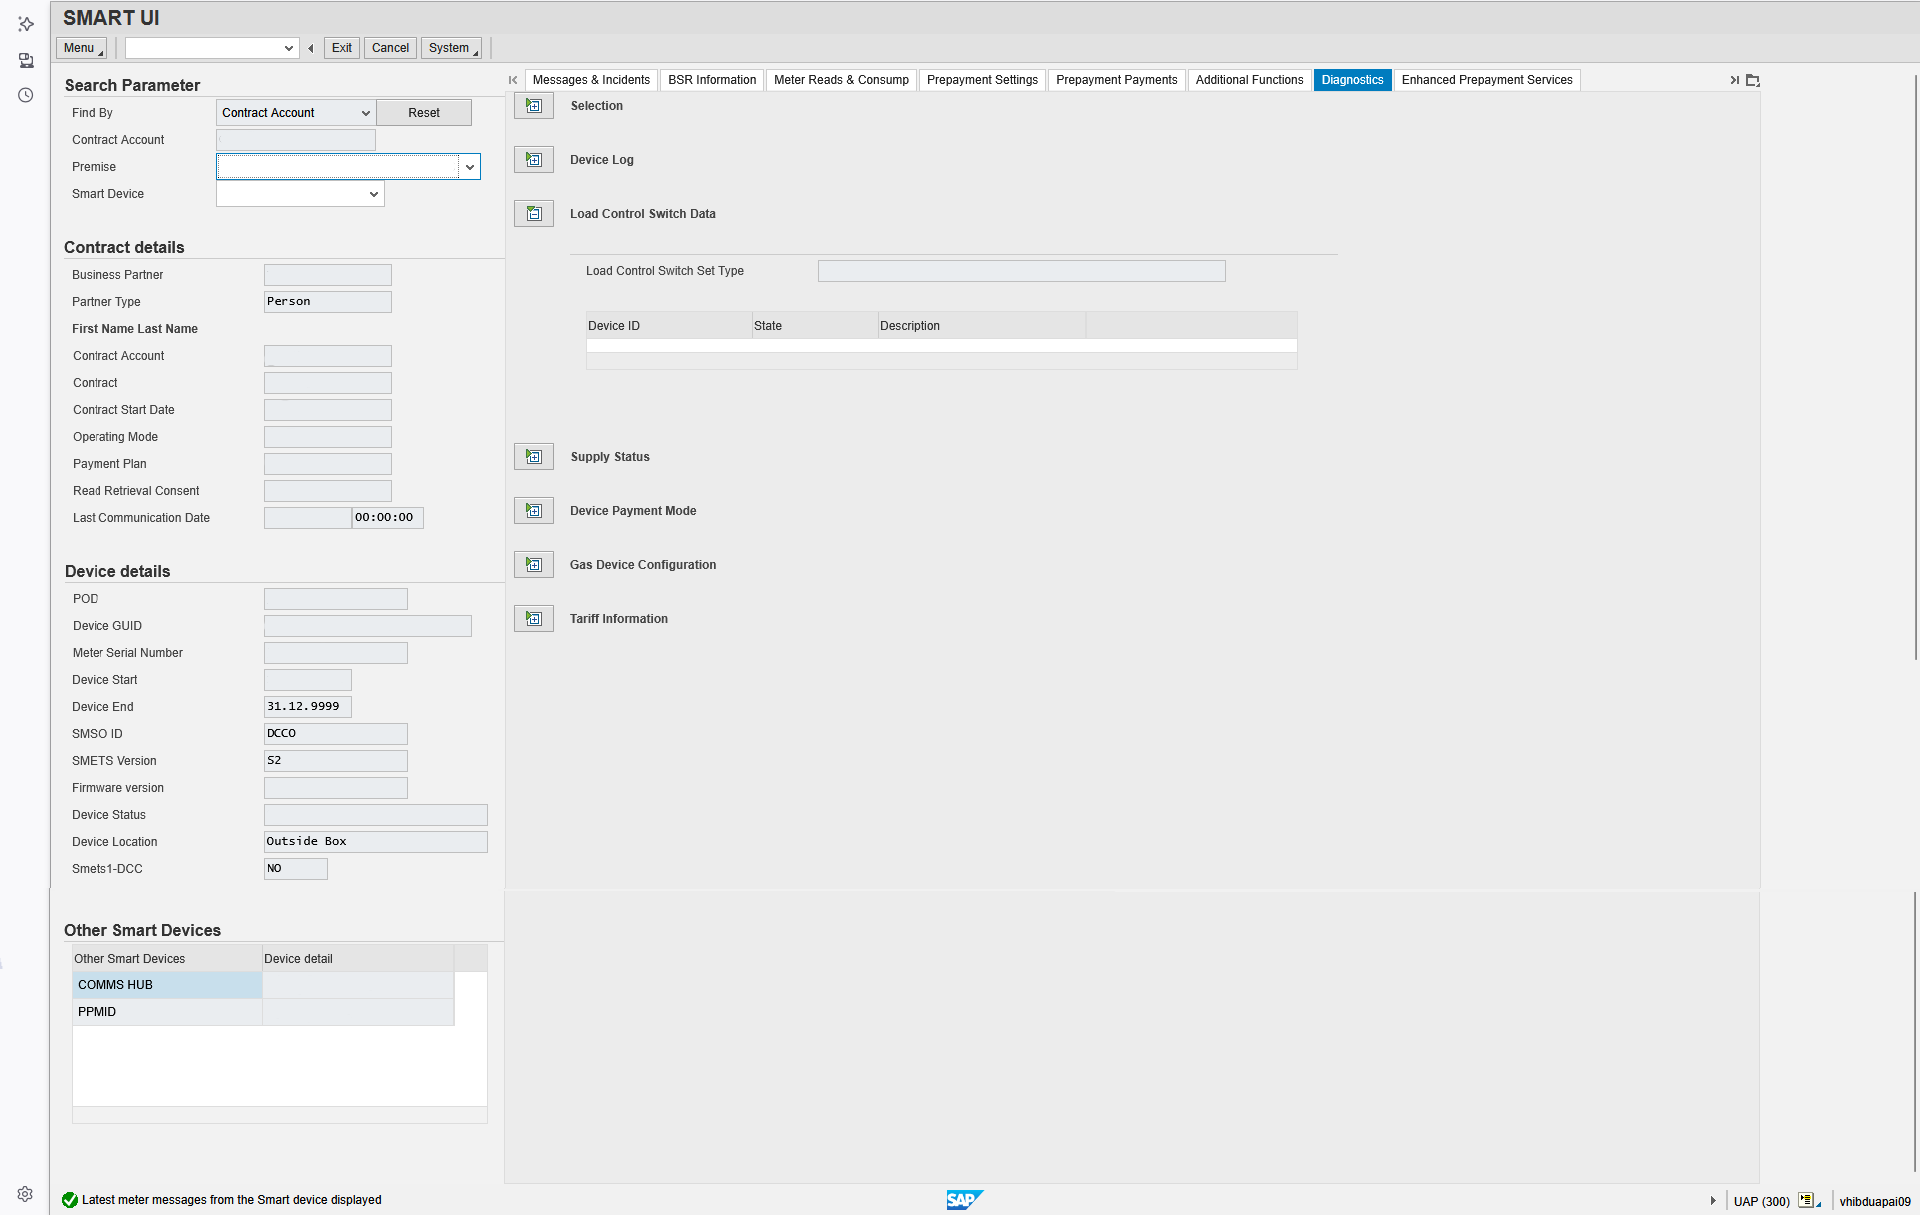 SMART UI
Menu
Exit
Cancel
System
Search Parameter
Find By
Contract Account
Reset
Contract Account
Premise
Smart Device
Contract details
Business Partner
Partner Type
Person
First Name Last Name
Contract Account
Contract
Contract Start Date
Operating Mode
Payment Plan
Read Retrieval Consent
Last Communication Date
00:00:00
Device details
POD
Device GUID
Meter Serial Number
Device Start
Device End
31.12.9999
SMSO ID
DCCO
SMETS Version
S2
Firmware version
Device Status
Device Location
Outside Box
Smets1-DCC
NO
Other Smart Devices
Other Smart Devices
Device detail
COMMS HUB
PPMID
Messages & Incidents
BSR Information
Meter Reads & Consump
Prepayment Settings
Prepayment Payments
Additional Functions
Diagnostics
Enhanced Prepayment Services
Selection
Device Log
Load Control Switch Data
Load Control Switch Set Type
Device ID
State
Description
Supply Status
Device Payment Mode
Gas Device Configuration
Tariff Information
Latest meter messages from the Smart device displayed
SAP
UAP (300)
vhibduapai09